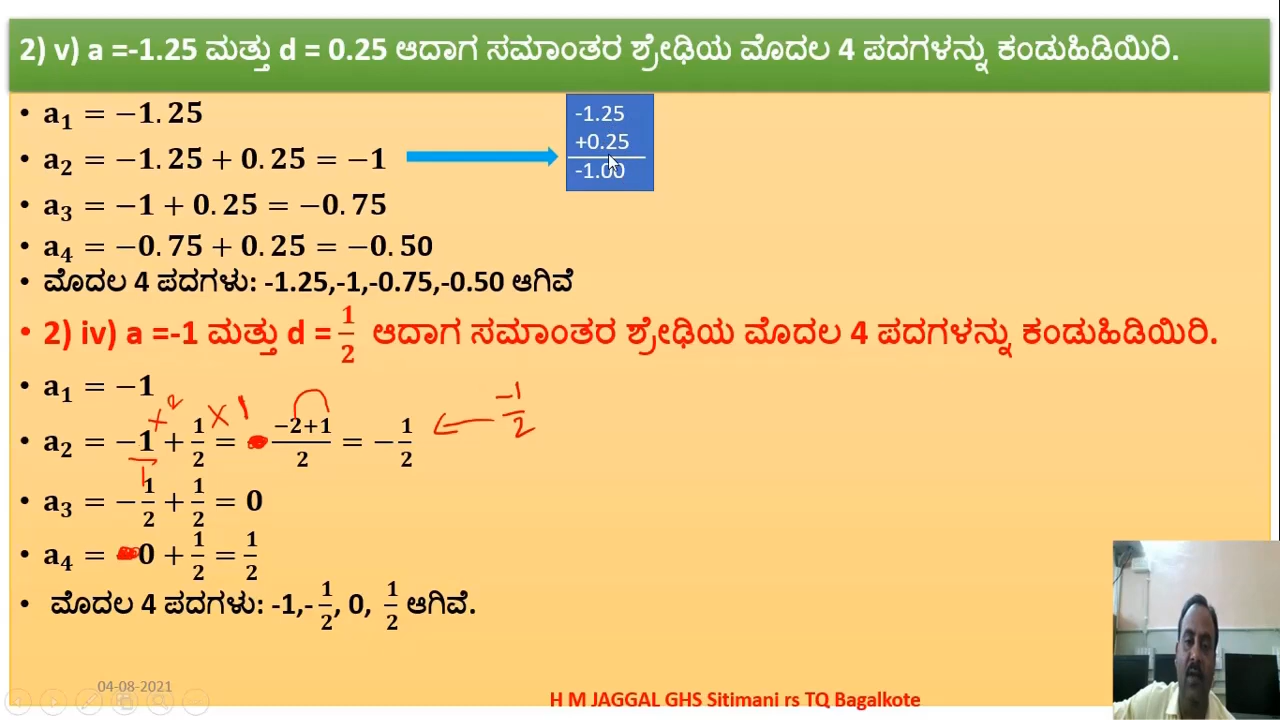 2) v) a =-1.25 ಮತ್ತು d = 0.25 ಆದಾಗ ಸಮಾಂತರ ಶ್ರೇಢಿಯ ಮೊದಲ 4 ಪದಗಳನ್ನು ಕಂಡುಹಿಡಿಯಿರಿ.
• a₁ = −1.25
-1.25
+0.25
-1.00
• a₂ = −1.25 + 0.25 = −1
• a₃ = −1 + 0.25 = −0.75
• a₄ = −0.75 + 0.25 = −0.50
• ಮೊದಲ 4 ಪದಗಳು: -1.25,-1,-0.75,-0.50 ಆಗಿವೆ
• 2) iv) a =-1 ಮತ್ತು d = 1/2 ಆದಾಗ ಸಮಾಂತರ ಶ್ರೇಢಿಯ ಮೊದಲ 4 ಪದಗಳನ್ನು ಕಂಡುಹಿಡಿಯಿರಿ.
• a₁ = −1
×2 ×1 -1/2
• a₂ = −1 + 1/2 = (−2+1)/2 = −1/2
1
• a₃ = −1/2 + 1/2 = 0
• a₄ = 0 + 1/2 = 1/2
• ಮೊದಲ 4 ಪದಗಳು: -1,-1/2, 0, 1/2 ಆಗಿವೆ.
04-08-2021
H M JAGGAL GHS Sitimani rs TQ Bagalkote